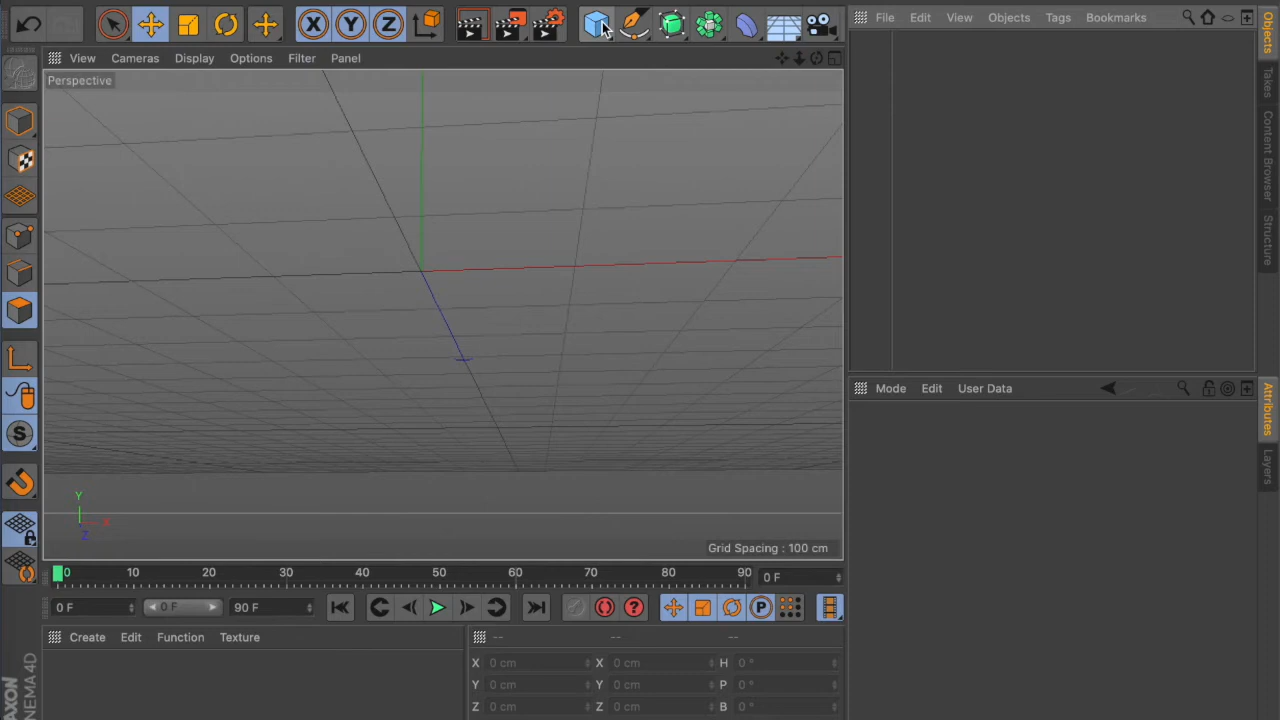 X Y Z
File Edit View Objects Tags Bookmarks
Objects
Takes
Content Browser
Structure
View Cameras Display Options Filter Panel
Perspective
Y
X
Z
Grid Spacing : 100 cm
S
Mode Edit User Data
Attributes
Layers
0 10 20 30 40 50 60 70 80 90 0 F
0 F 0 F 90 F
? P
Create Edit Function Texture
-- -- --
X 0 cm X 0 cm H 0 °
Y 0 cm Y 0 cm P 0 °
Z 0 cm Z 0 cm B 0 °
AXON
NEMA 4D